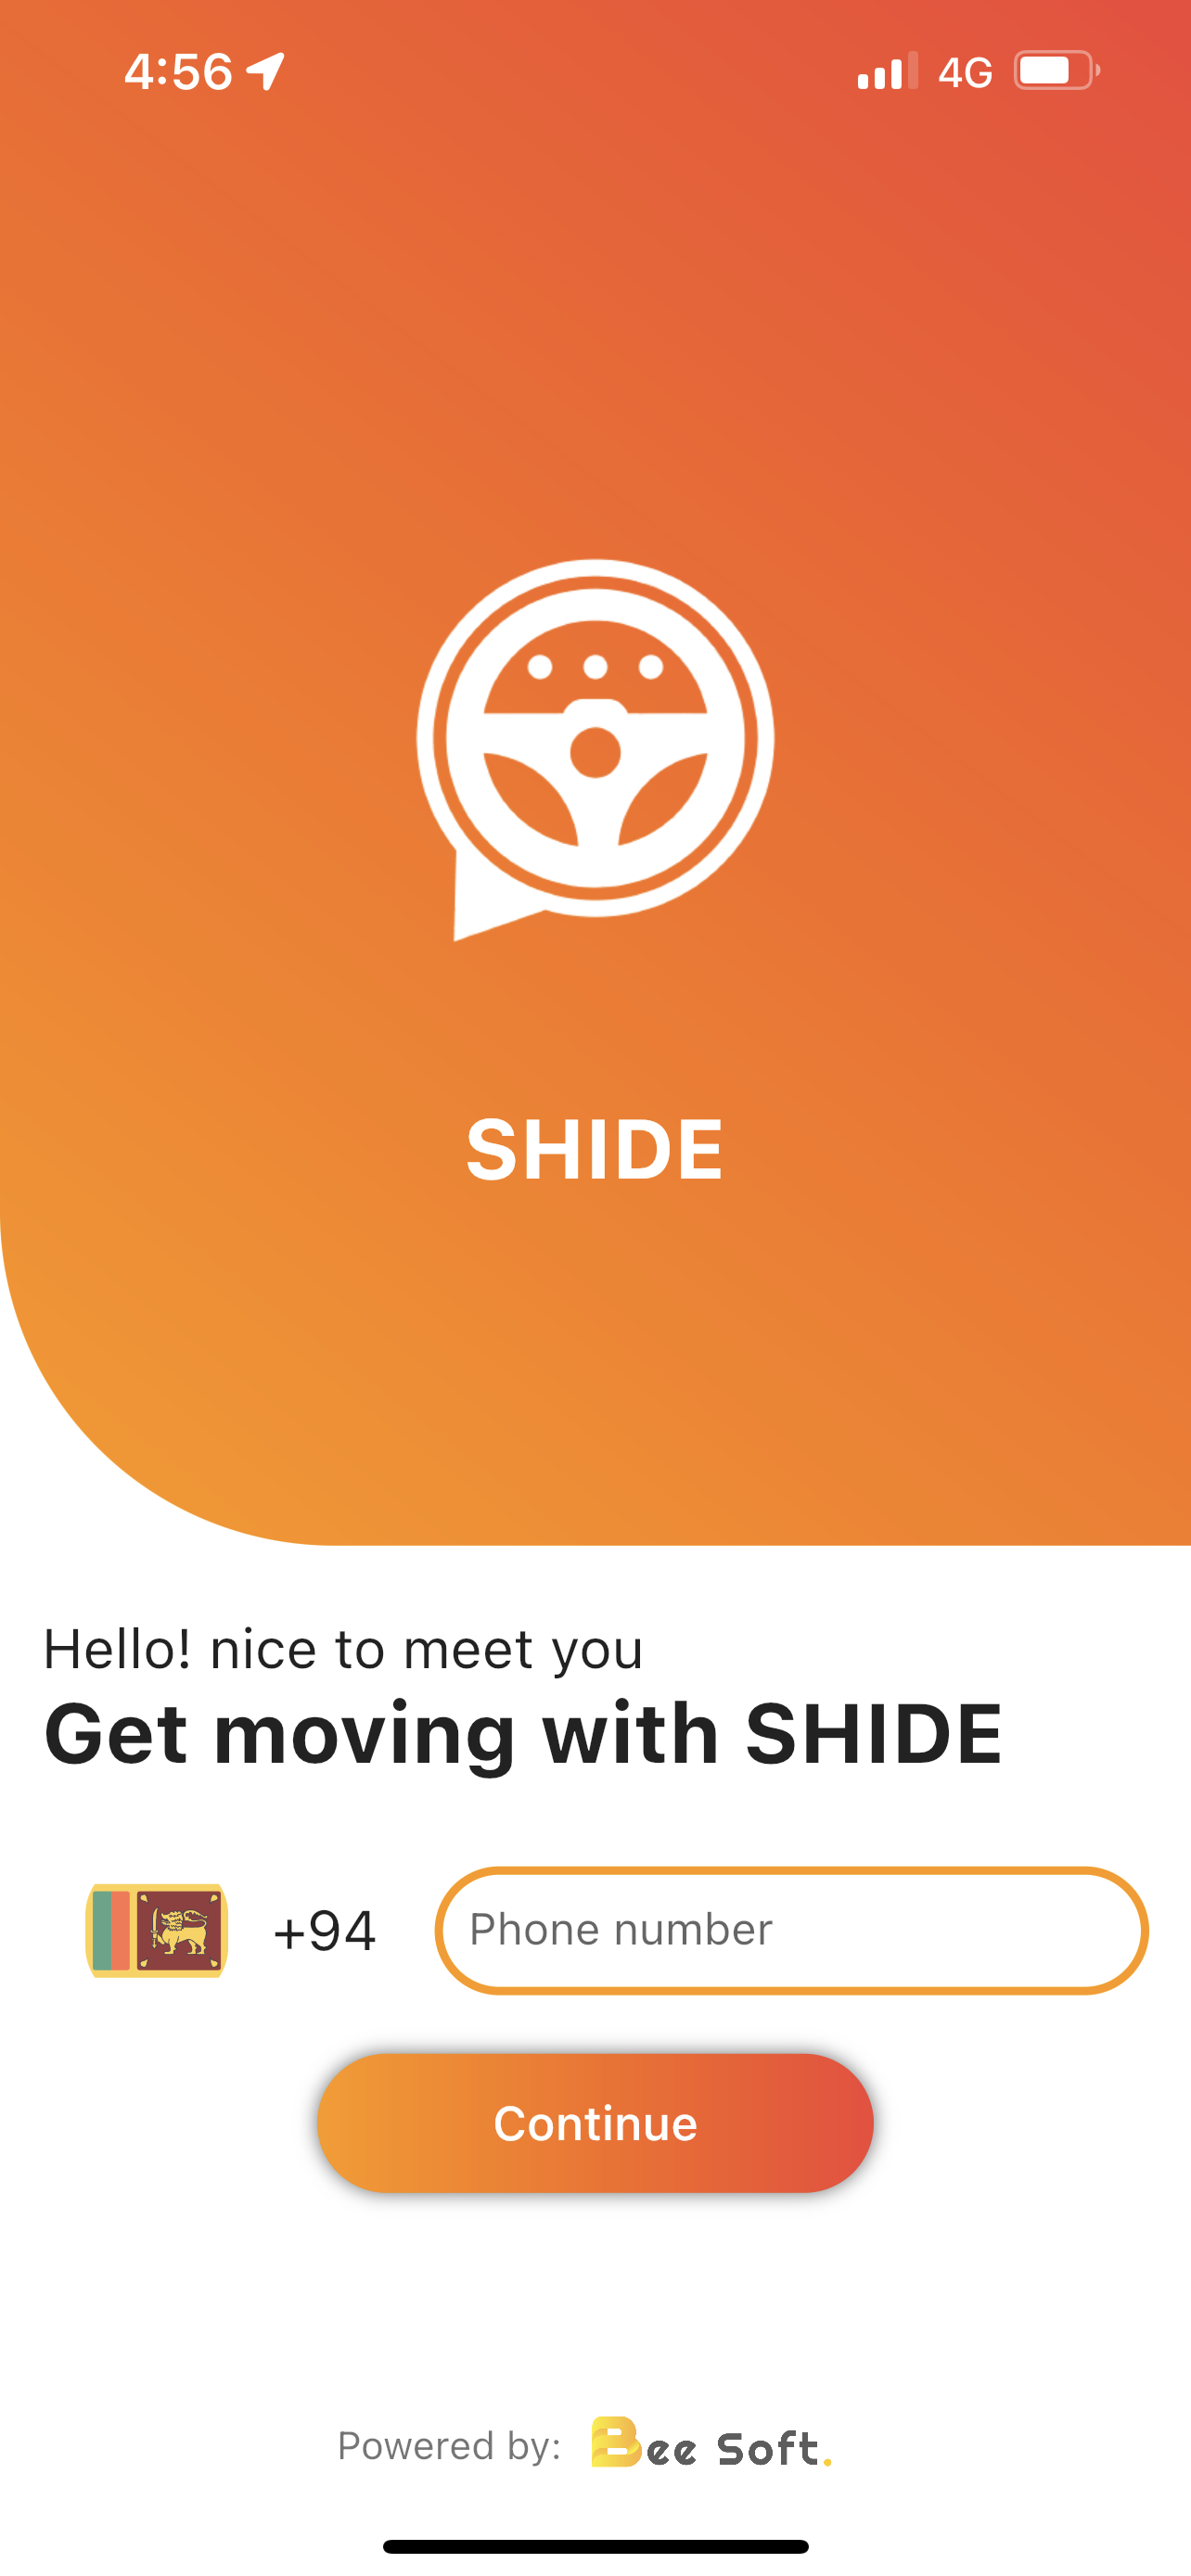 4:56 4G
SHIDE
Hello! nice to meet you
Get moving with SHIDE
+94 Phone number
Continue
Powered by: Bee Soft.